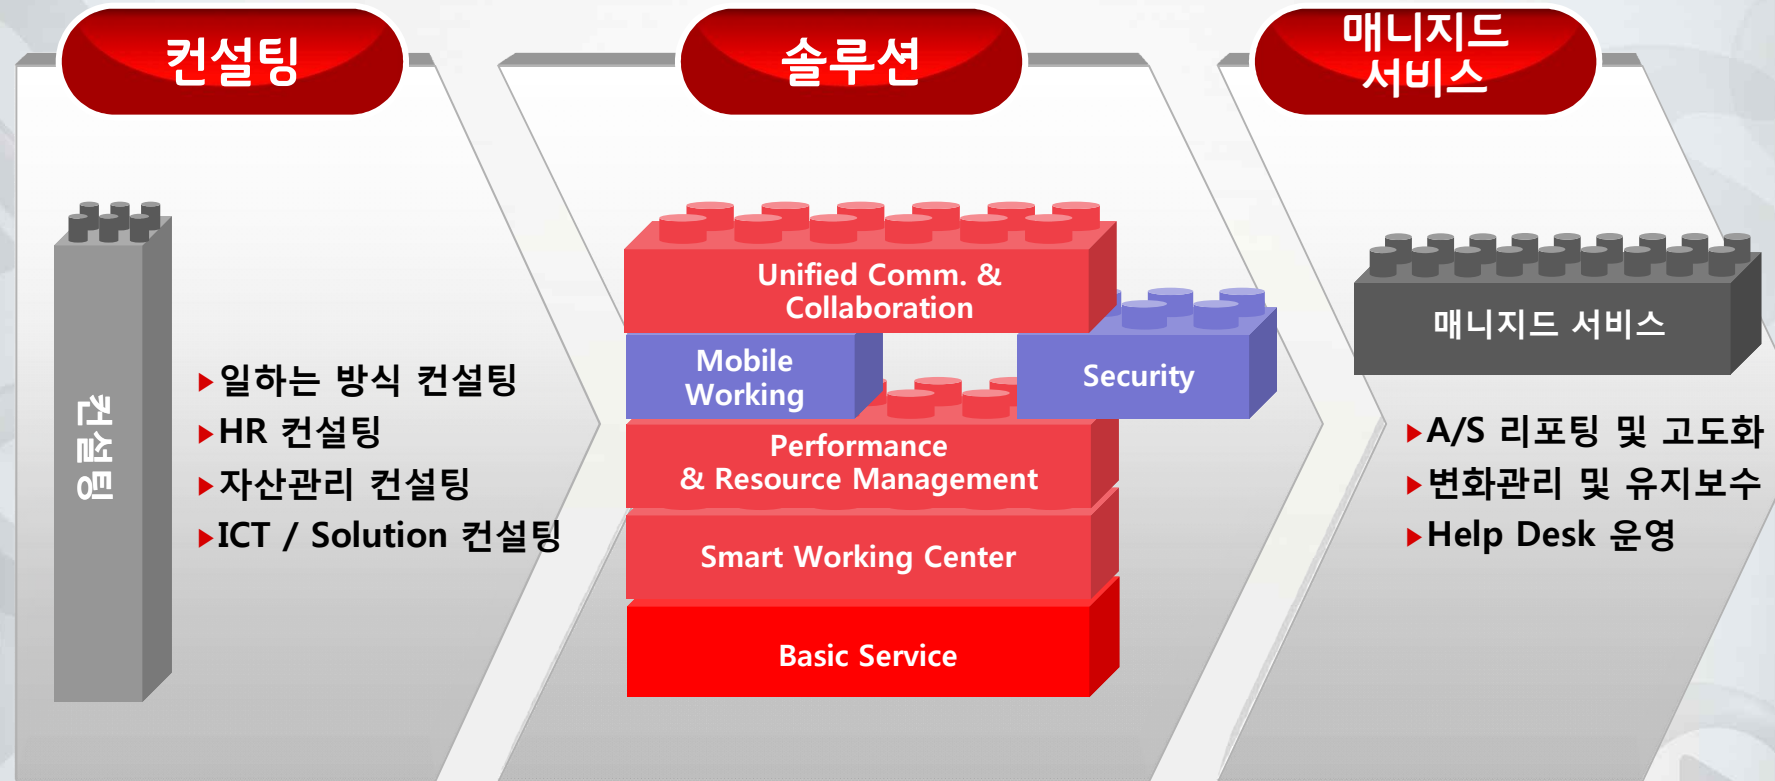 컨설팅
컨설팅
▶일하는 방식 컨설팅
▶HR 컨설팅
▶자산관리 컨설팅
▶ICT / Solution 컨설팅
솔루션
Unified Comm. &
Collaboration
Mobile
Working
Security
Performance
& Resource Management
Smart Working Center
Basic Service
매니지드
서비스
매니지드 서비스
▶A/S 리포팅 및 고도화
▶변화관리 및 유지보수
▶Help Desk 운영